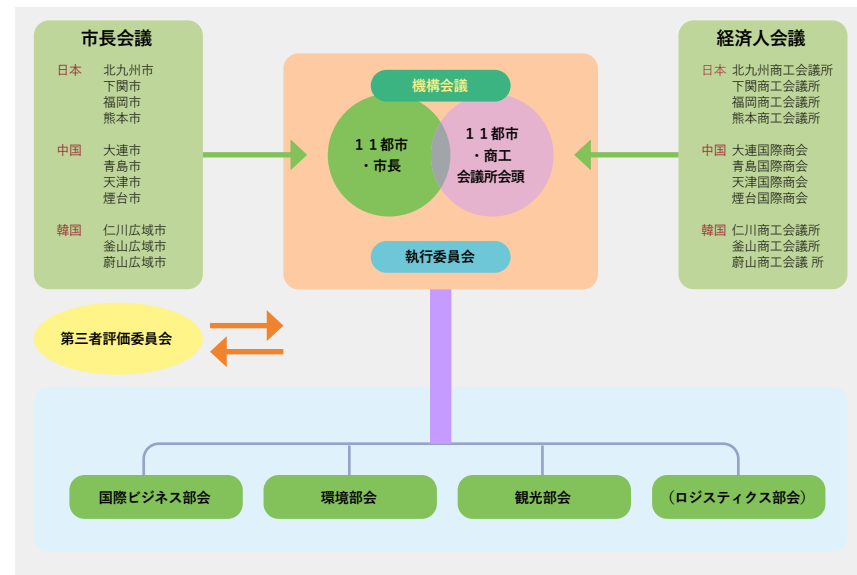 市長会議
日本 北九州市
下関市
福岡市
熊本市
中国 大連市
青島市
天津市
煙台市
韓国 仁川広域市
釜山広域市
蔚山広域市
機構会議
11都市
・市長
11都市
・商工
会議所会頭
執行委員会
経済人会議
日本 北九州商工会議所
下関商工会議所
福岡商工会議所
熊本商工会議所
中国 大連国際商会
青島国際商会
天津国際商会
煙台国際商会
韓国 仁川商工会議所
釜山商工会議所
蔚山商工会議 所
第三者評価委員会
国際ビジネス部会
環境部会
観光部会
（ロジスティクス部会）